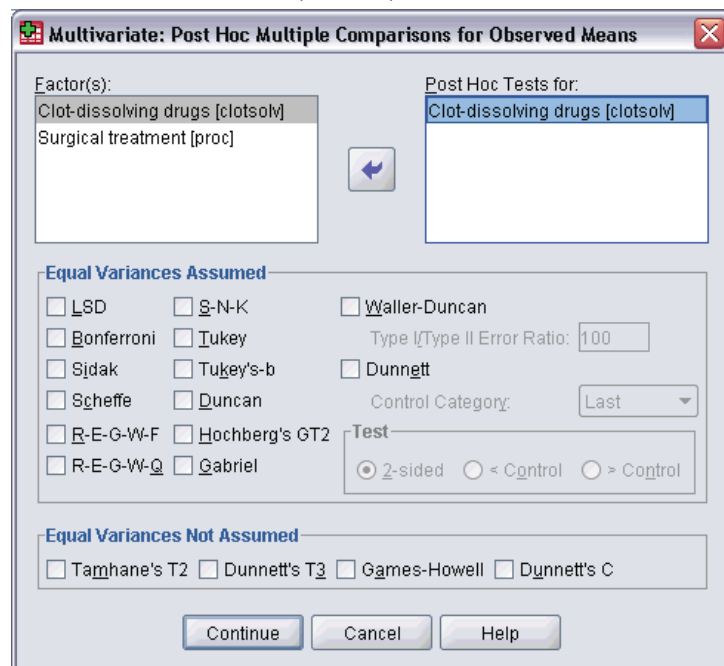 Multivariate: Post Hoc Multiple Comparisons for Observed Means
Factor(s):
Clot-dissolving drugs [clotsolv]
Surgical treatment [proc]
Post Hoc Tests for:
Clot-dissolving drugs [clotsolv]
Equal Variances Assumed
LSD S-N-K Waller-Duncan
Bonferroni Tukey Type I/Type II Error Ratio: 100
Sidak Tukey's-b Dunnett
Scheffe Duncan Control Category: Last
R-E-G-W-F Hochberg's GT2 Test
R-E-G-W-Q Gabriel 2-sided < Control > Control
Equal Variances Not Assumed
Tamhane's T2 Dunnett's T3 Games-Howell Dunnett's C
Continue Cancel Help